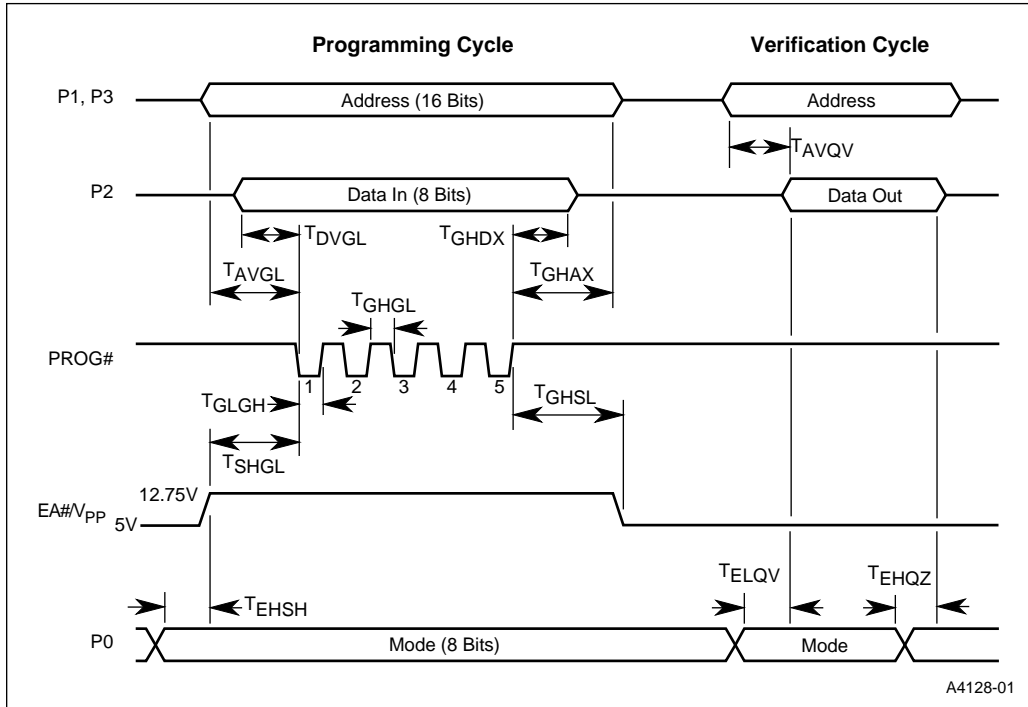 Programming Cycle
Verification Cycle
P1, P3
Address (16 Bits)
Address
TAVQV
P2
Data In (8 Bits)
Data Out
TDVGL
TGHDX
TAVGL
TGHAX
TGHGL
PROG#
1 2 3 4 5
TGLGH
TGHSL
TSHGL
12.75V
EA#/VPP
5V
TELQV
TEHQZ
TEHSH
P0
Mode (8 Bits)
Mode
A4128-01